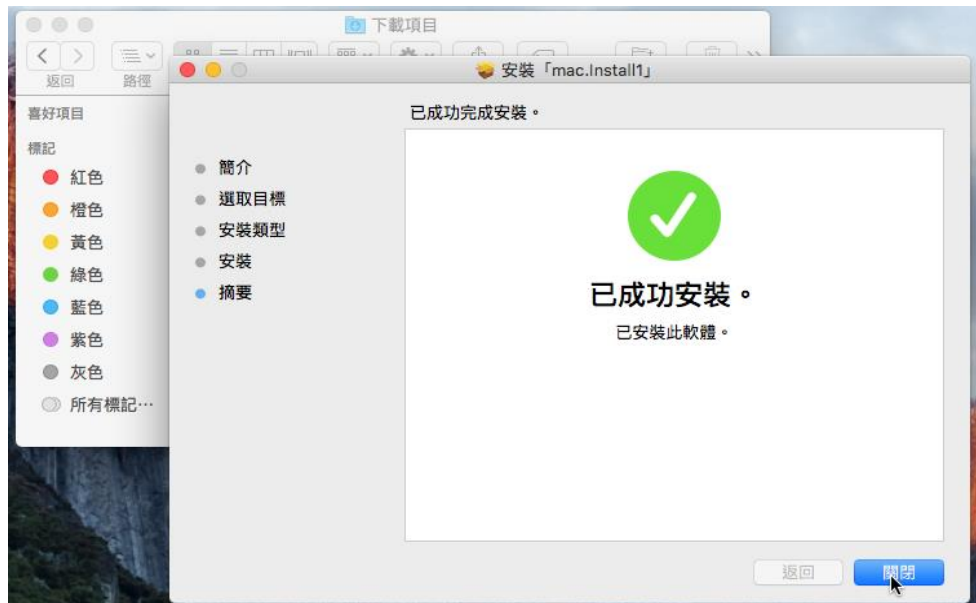 下載項目
返回
路徑
喜好項目
標記
紅色
橙色
黃色
綠色
藍色
紫色
灰色
所有標記…
安裝「mac.Install1」
已成功完成安裝。
簡介
選取目標
安裝類型
安裝
摘要
已成功安裝。
已安裝此軟體。
返回
關閉